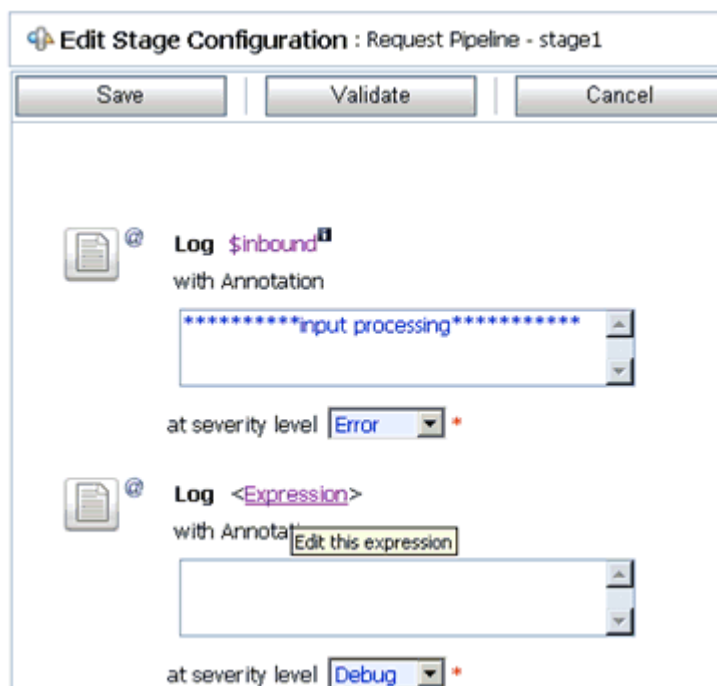 Edit Stage Configuration : Request Pipeline - stage1
Save Validate Cancel
@ Log $inbound i
with Annotation
**********input processing***********
at severity level Error *
@ Log <Expression>
with Annotat
Edit this expression
at severity level Debug *